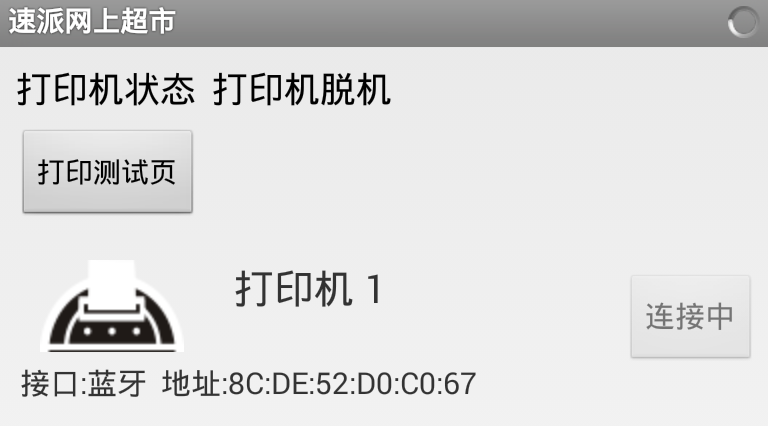 速派网上超市
打印机状态 打印机脱机
打印测试页
打印机 1
连接中
接口:蓝牙 地址:8C:DE:52:D0:C0:67